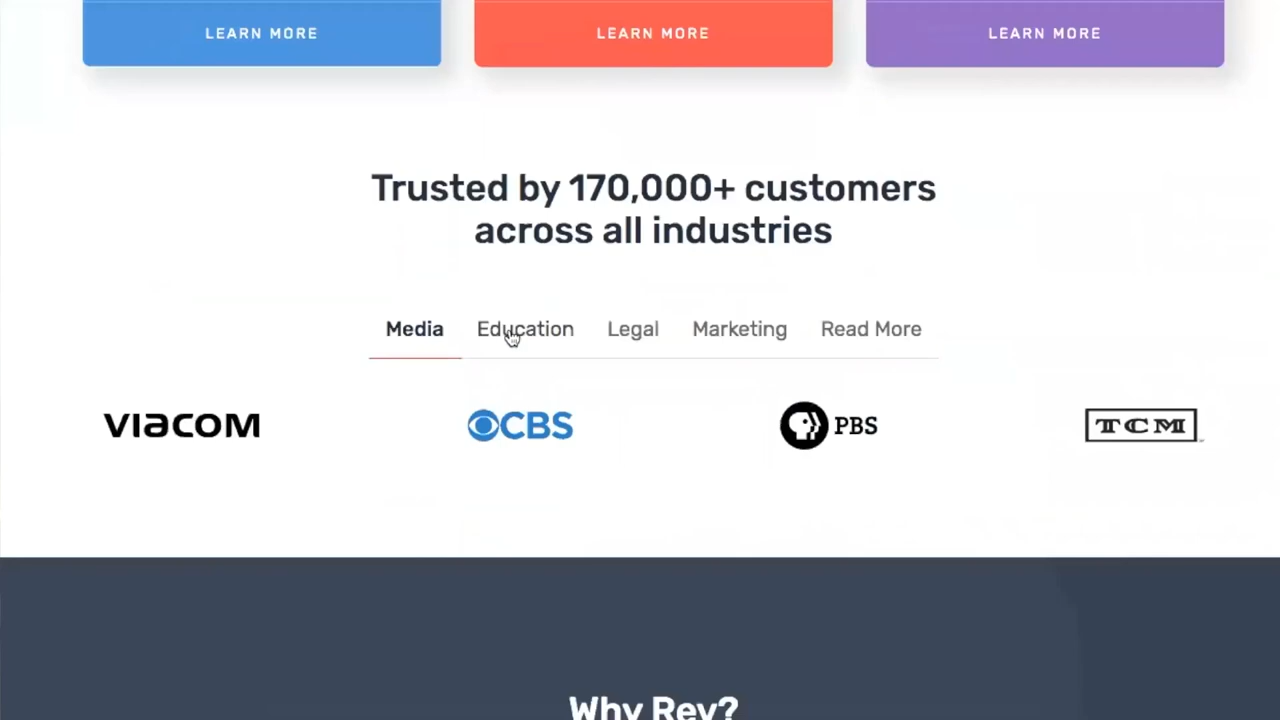 LEARN MORE LEARN MORE LEARN MORE
Trusted by 170,000+ customers
across all industries
Media Education Legal Marketing Read More
VIACOM CBS PBS TCM
Why Rev?